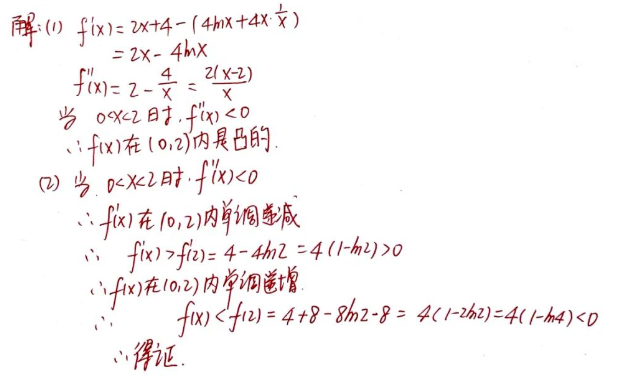 解:(1) f'(x)=2x+4-(4lnx+4x·1/x)
=2x-4lnx
f''(x)=2-4/x=2(x-2)/x
当 0<x<2时,f''(x)<0
∴f(x)在(0,2)内是凸的.
(2) 当 0<x<2时,f''(x)<0
∴f'(x)在(0,2)内单调递减
∴ f'(x)>f'(2)=4-4ln2=4(1-ln2)>0
∴f(x)在(0,2)内单调递增.
∴ f(x)<f(2)=4+8-8ln2-8=4(1-2ln2)=4(1-ln4)<0
∴得证.